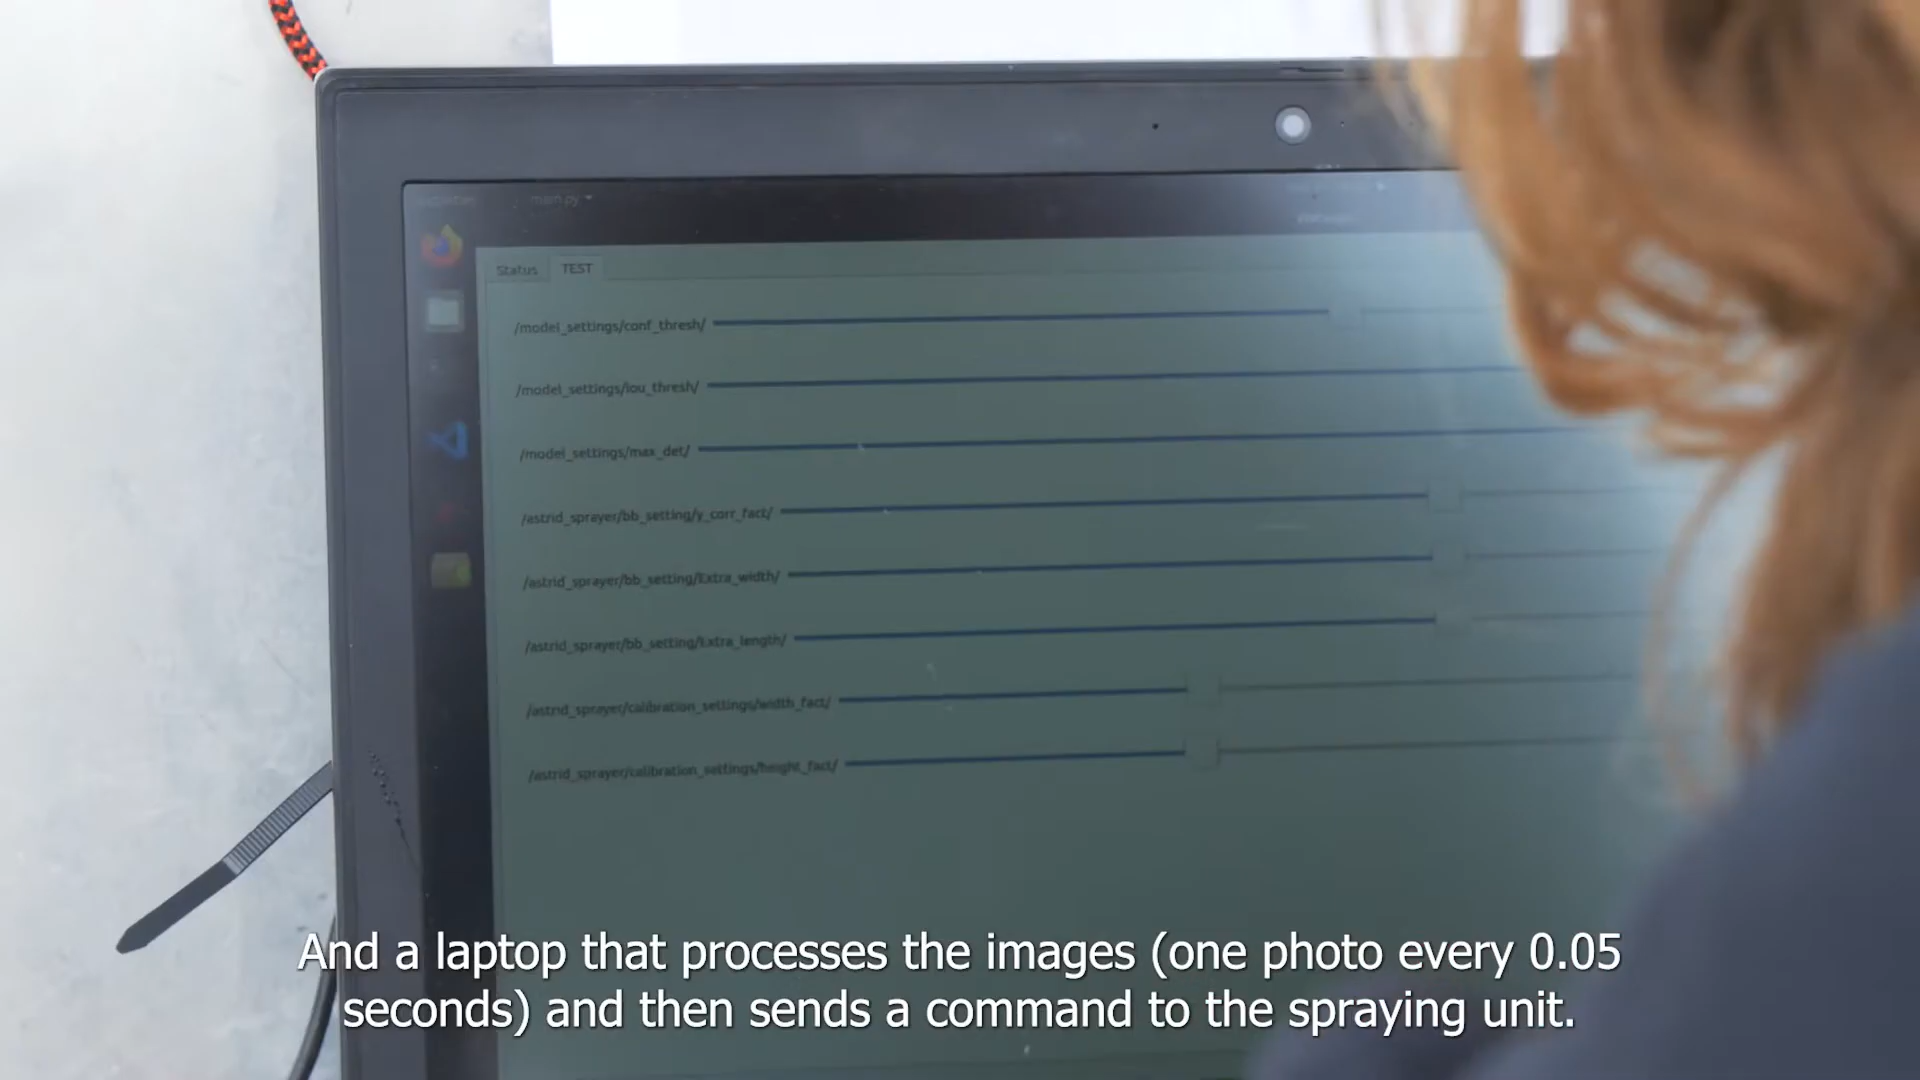 main.py
Status TEST
/model_settings/conf_thresh/
/model_settings/iou_thresh/
/model_settings/max_det/
/astrid_sprayer/bb_setting/y_corr_fact/
/astrid_sprayer/bb_setting/Extra_width/
/astrid_sprayer/bb_setting/Extra_length/
/astrid_sprayer/calibration_settings/width_fact/
/astrid_sprayer/calibration_settings/height_fact/
And a laptop that processes the images (one photo every 0.05
seconds) and then sends a command to the spraying unit.